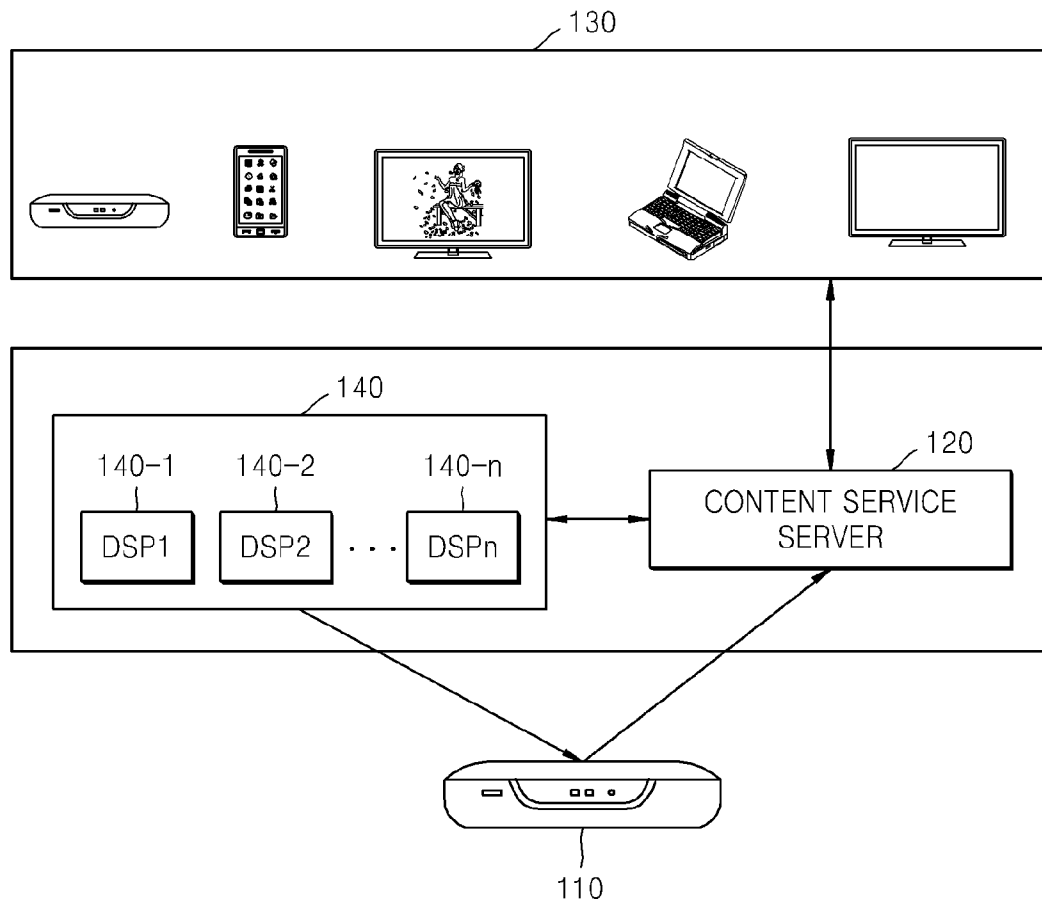 130
140
140-1
140-2
140-n
120
DSP1
DSP2
. . .
DSPn
CONTENT SERVICE
SERVER
110